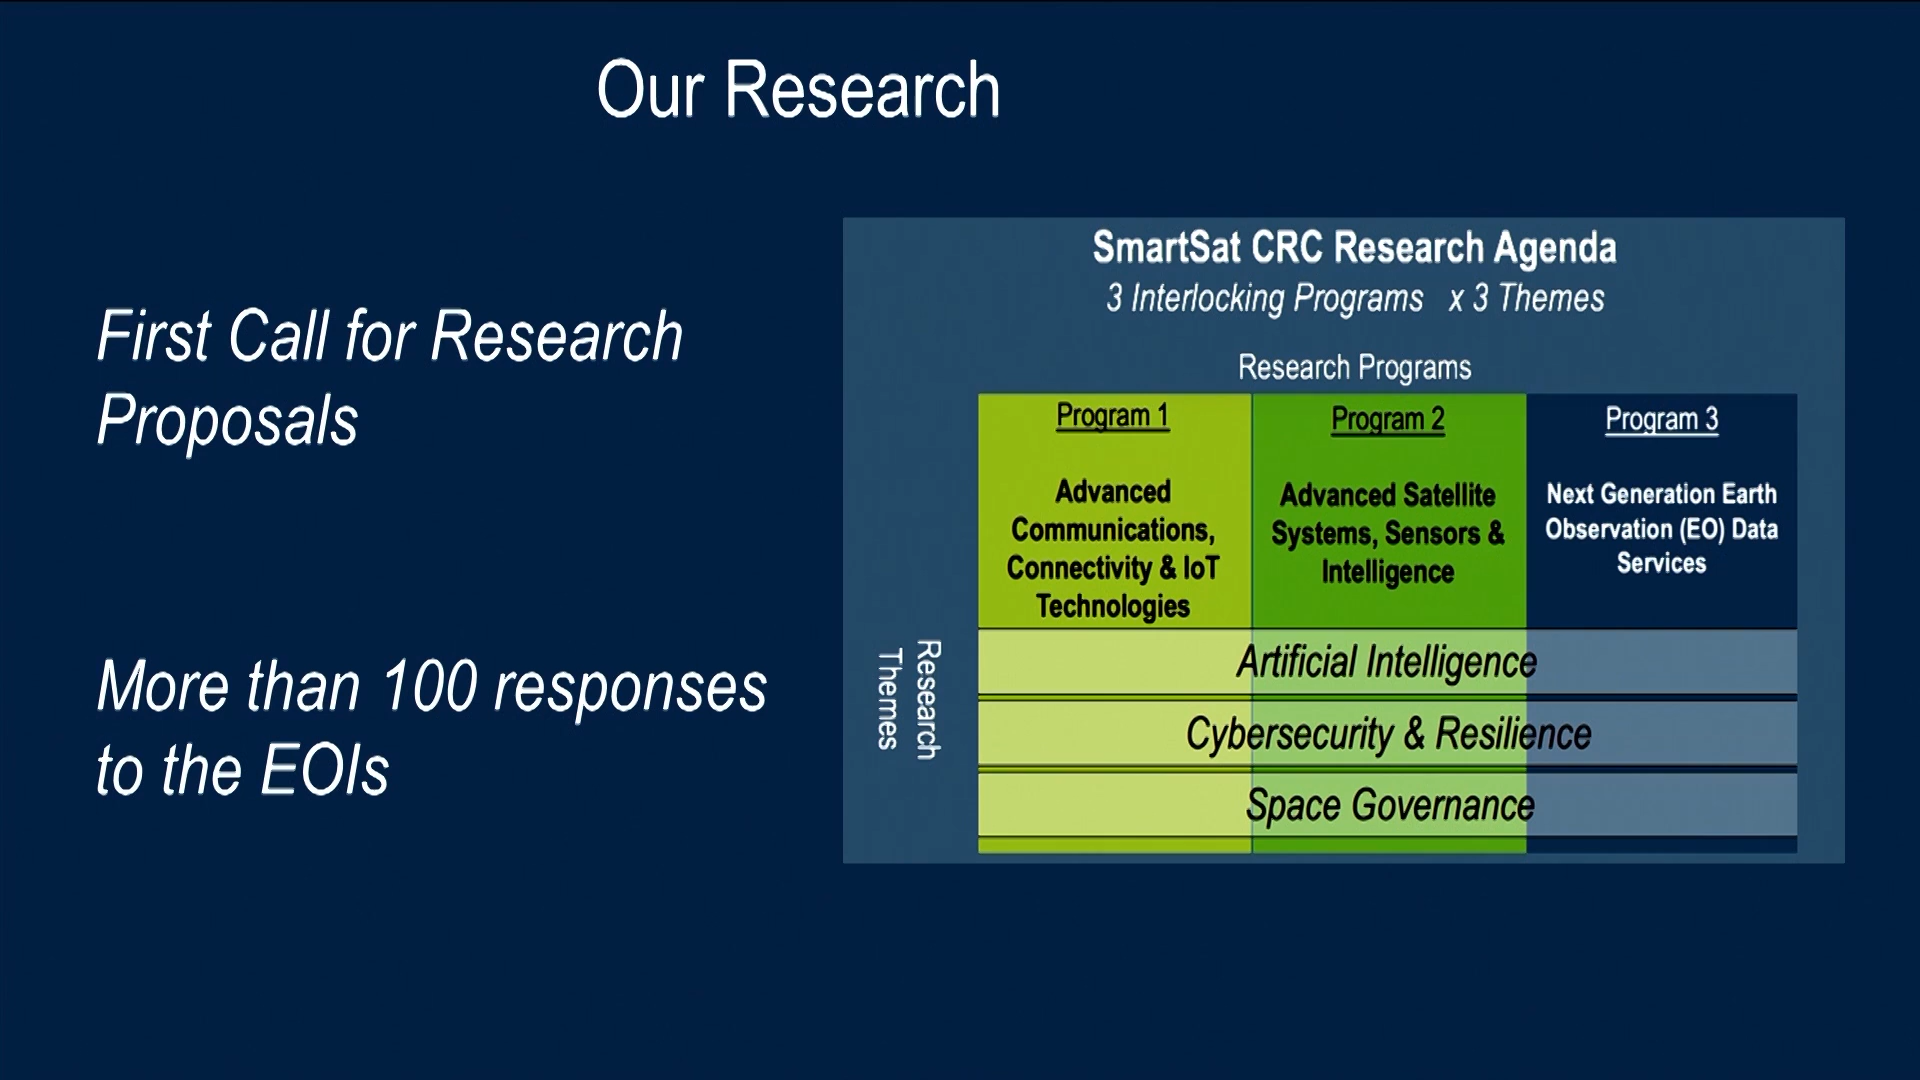 Our Research
First Call for Research
Proposals
More than 100 responses
to the EOIs
SmartSat CRC Research Agenda
3 Interlocking Programs x 3 Themes
Research Programs
Program 1
Advanced
Communications,
Connectivity & IoT
Technologies
Program 2
Advanced Satellite
Systems, Sensors &
Intelligence
Program 3
Next Generation Earth
Observation (EO) Data
Services
Research
Themes
Artificial Intelligence
Cybersecurity & Resilience
Space Governance